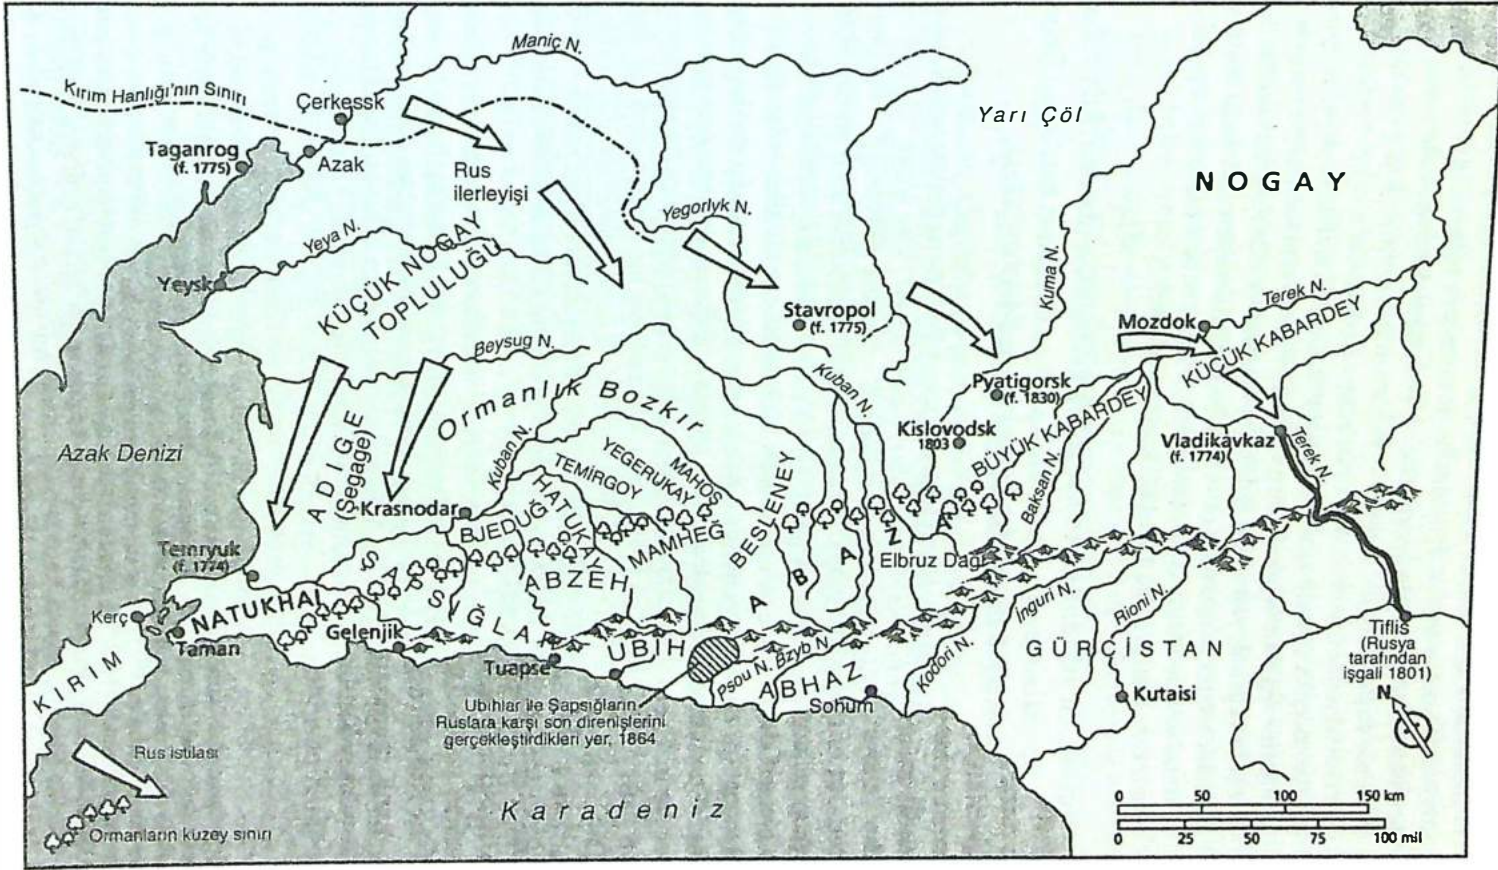 Maniç N.
Kırım Hanlığı'nın Sınırı
Çerkessk
Yarı Çöl
Taganrog
(f. 1775)
Azak
Rus
ilerleyişi
NOGAY
Yegorlyk N.
Yeya N.
KÜÇÜK NOGAY
TOPLULUĞU
Yeysk
Kuma N.
Terek N.
Stavropol
(f. 1775)
Mozdok
KÜÇÜK KABARDEY
Beysug N.
Kuban N.
Pyatigorsk
(f. 1830)
Ormanlık Bozkır
Kislovodsk
1803
BÜYÜK KABARDEY
Vladikavkaz
(f. 1774)
Terek N.
Azak Denizi
ADIGE
(Şegage)
Kuban N.
MAHOŞ
YEGERUKAY
TEMİRGOY
BESLENEY
Baksan N.
Krasnodar
HATUKAY
BJEDUĞ
MAMHEĞ
ABAZA
Elbruz Dağı
Temryuk
(f. 1774)
ŞAPSIĞLAR
ABZEH
Kerç
NATUKHAI
Taman
Gelenjik
UBIH
Tuapse
Psou N.
Bzyb N.
ABHAZ
Kodori N.
İnguri N.
Rioni N.
GÜRCİSTAN
Tiflis
(Rusya
tarafından
işgali 1801)
KIRIM
Sohum
Kutaisi
N
Ubıhlar ile Şapsığların
Ruslara karşı son direnişlerini
gerçekleştirdikleri yer, 1864
Rus istilası
Karadeniz
Ormanların kuzey sınırı
0 50 100 150 km
0 25 50 75 100 mil